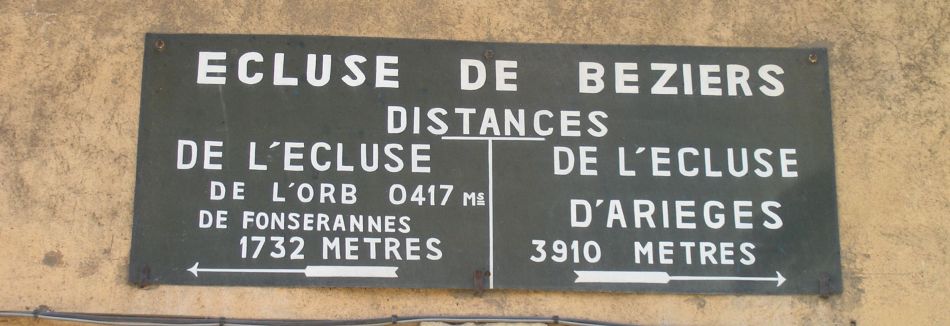 ECLUSE DE BEZIERS
DISTANCES
DE L'ECLUSE
DE L'ORB 0417 MS
DE FONSERANNES
1732 METRES
DE L'ECLUSE
D'ARIEGES
3910 METRES